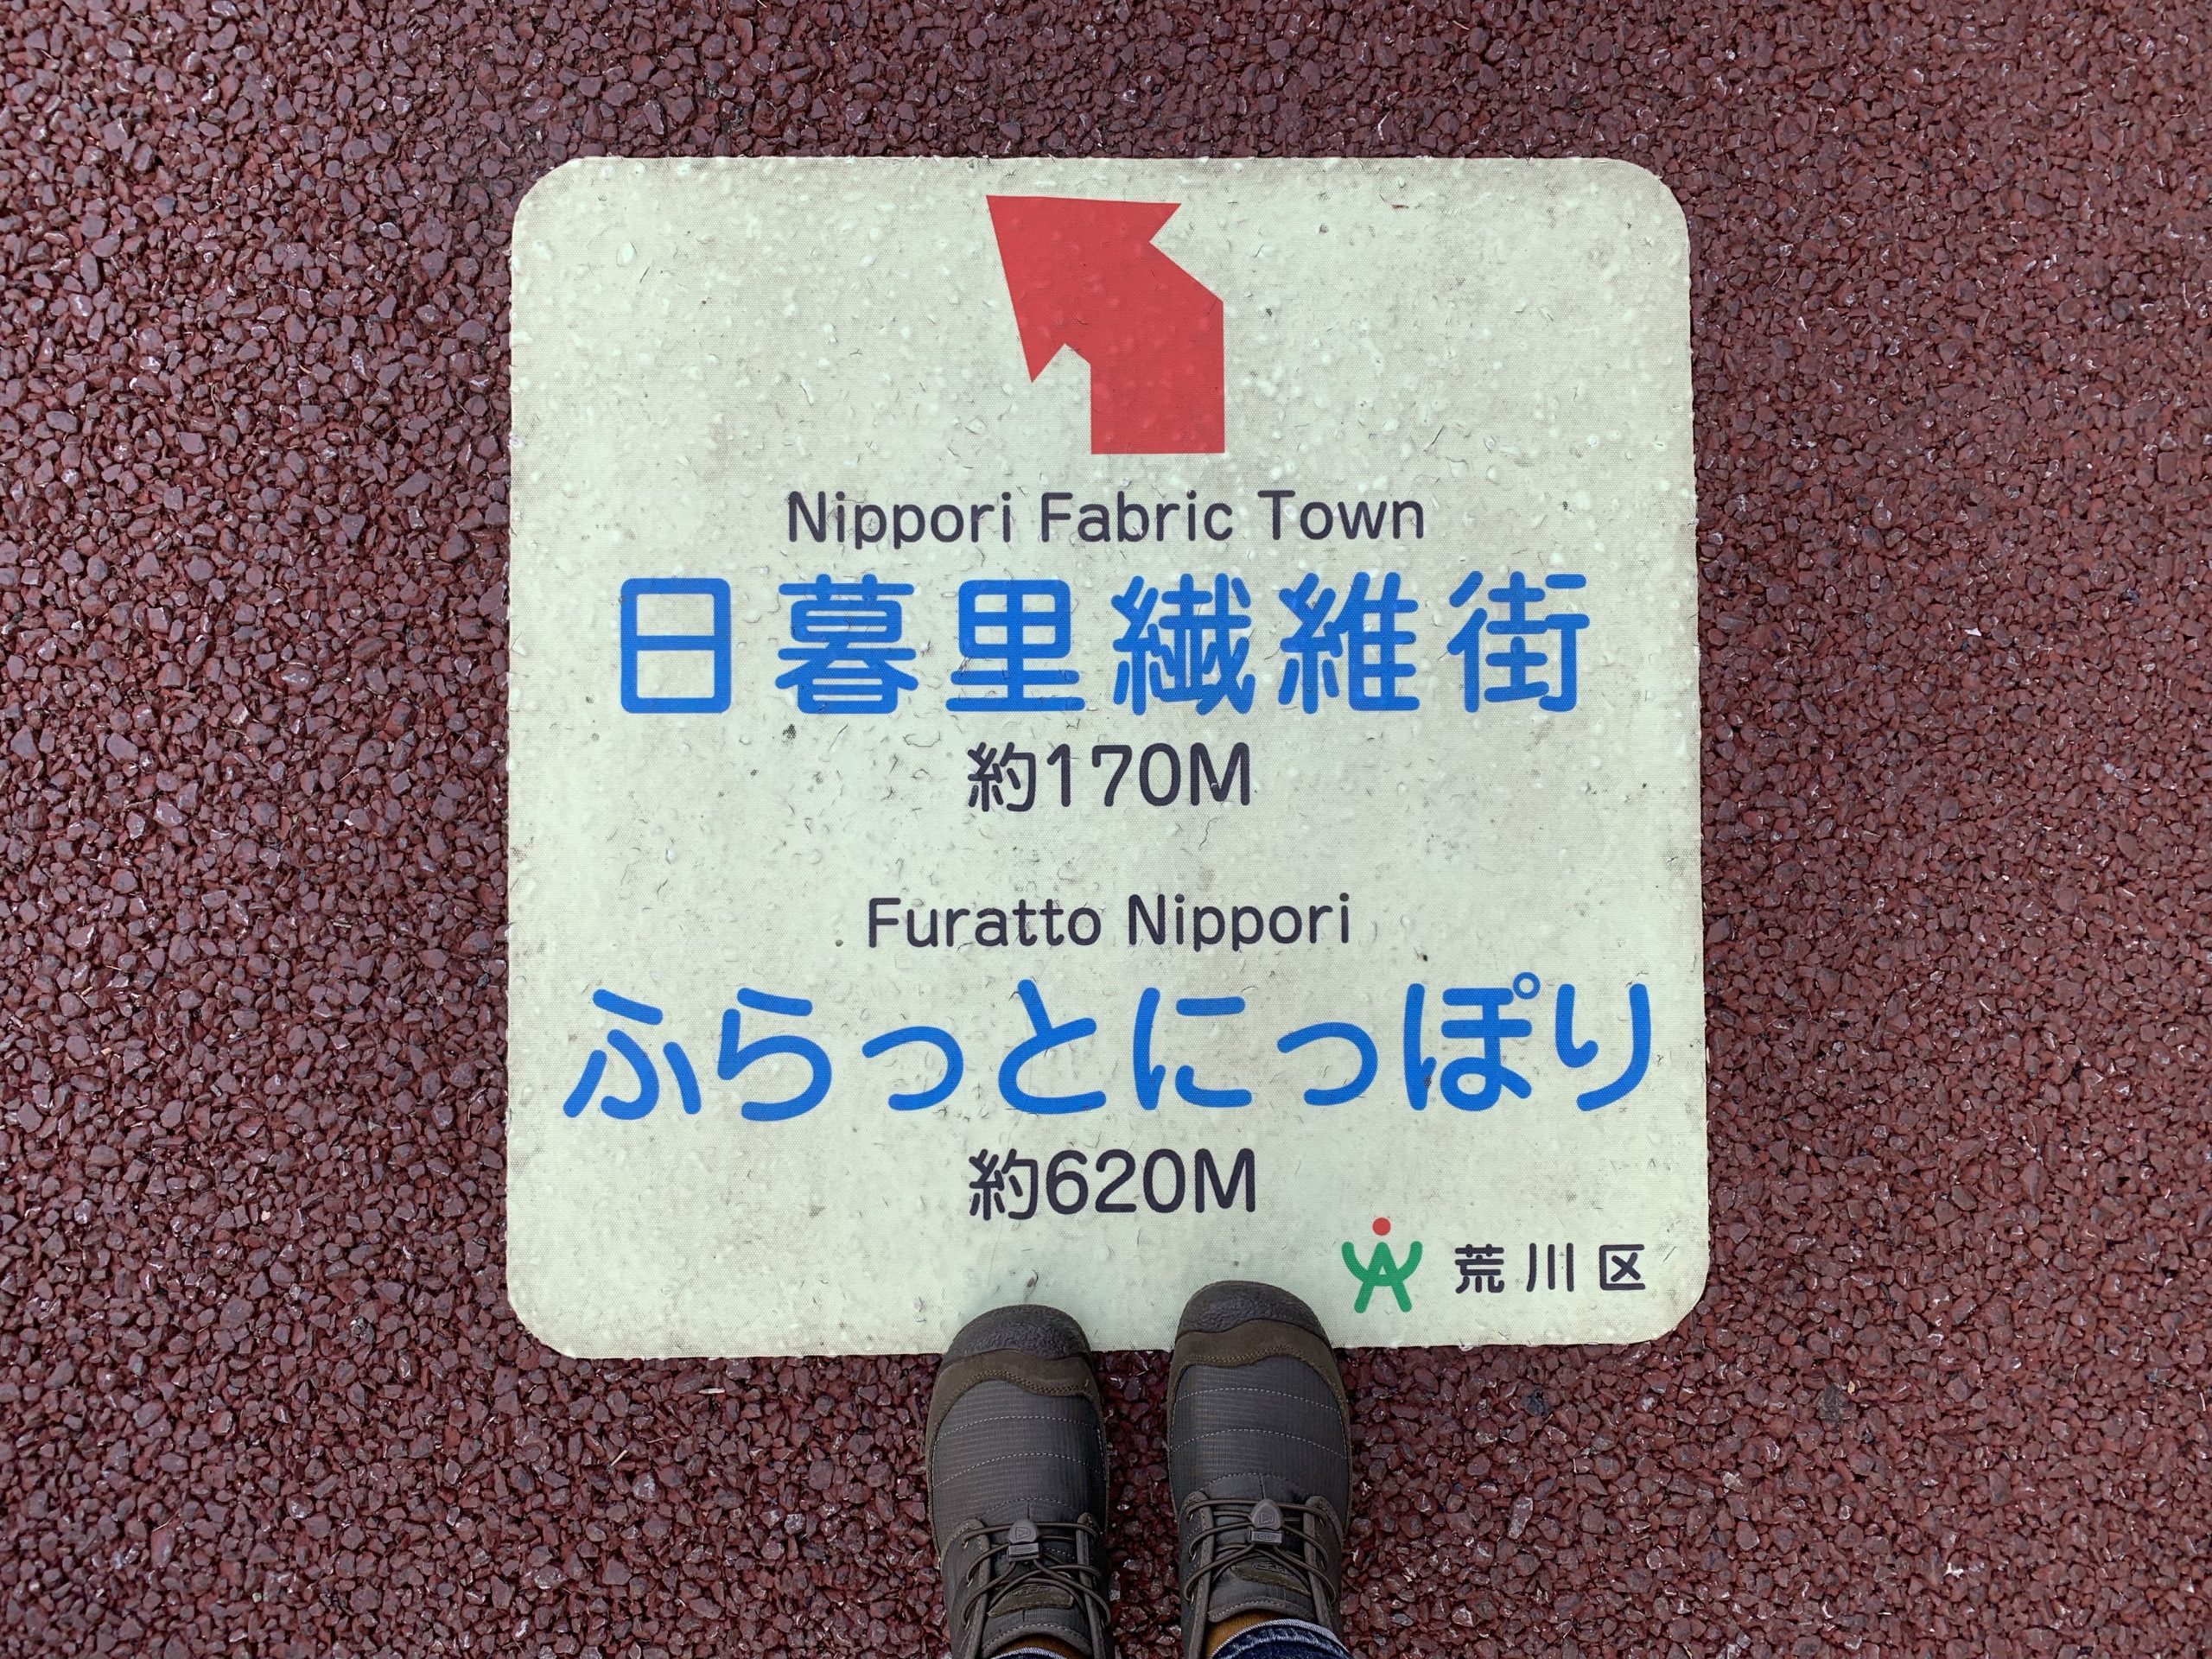 Nippori Fabric Town
日暮里繊維街
約170M
Furatto Nippori
ふらっとにっぽり
約620M
荒川区